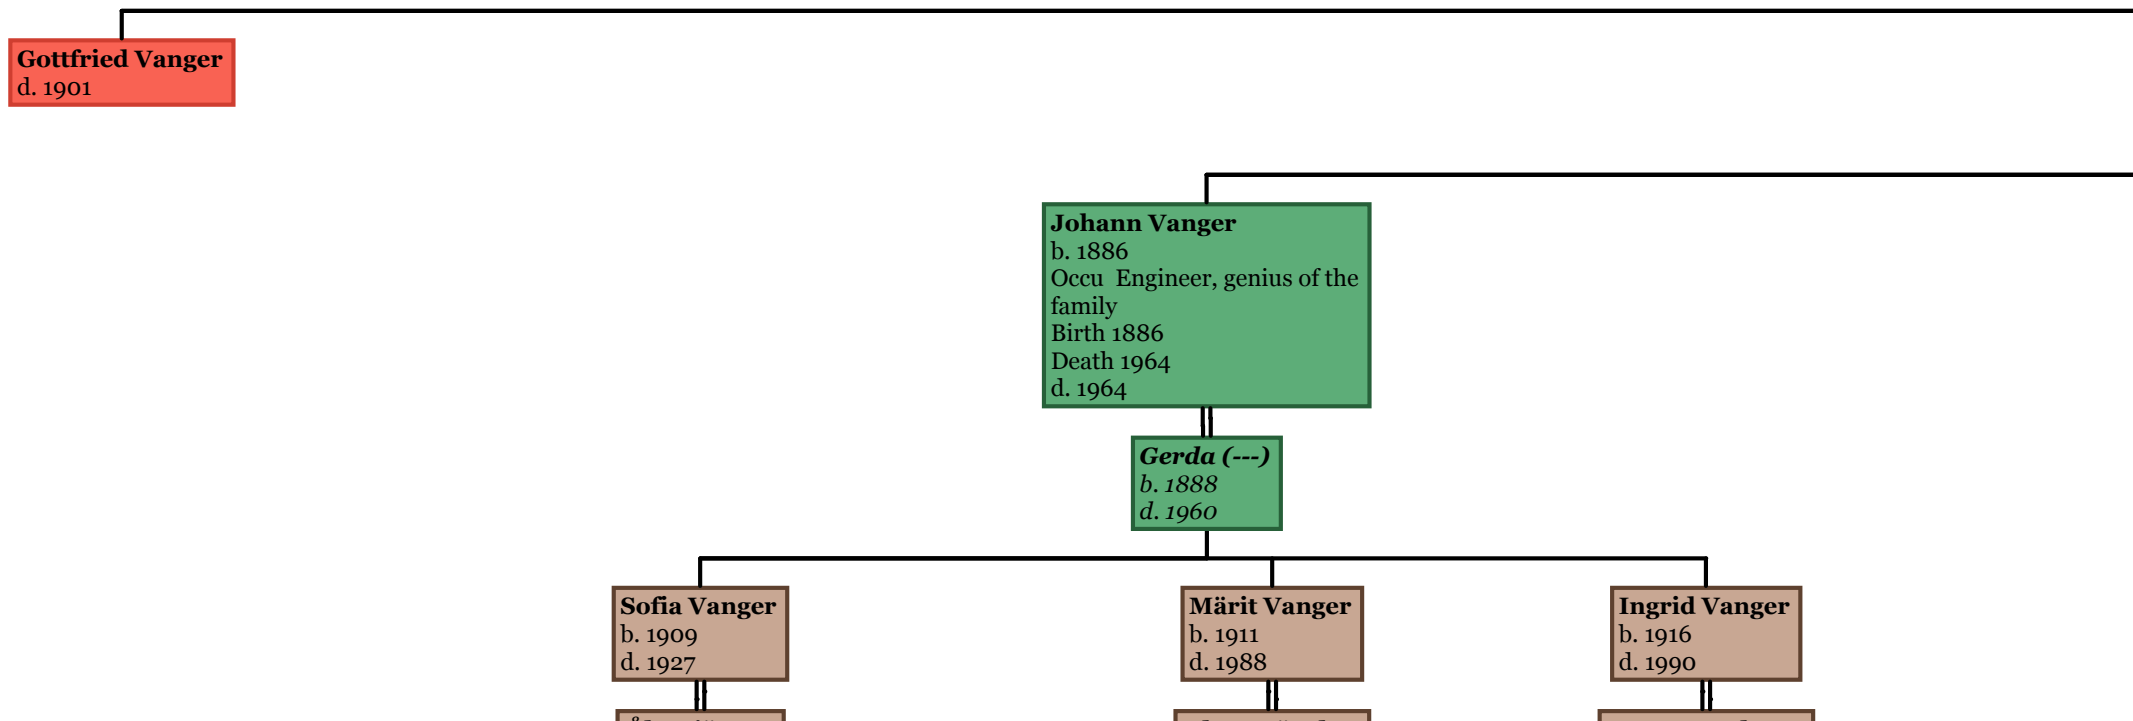 Gottfried Vanger
d. 1901
Johann Vanger
b. 1886
Occu Engineer, genius of the
family
Birth 1886
Death 1964
d. 1964
Gerda (---)
b. 1888
d. 1960
Sofia Vanger
b. 1909
d. 1927
Märit Vanger
b. 1911
d. 1988
Ingrid Vanger
b. 1916
d. 1990